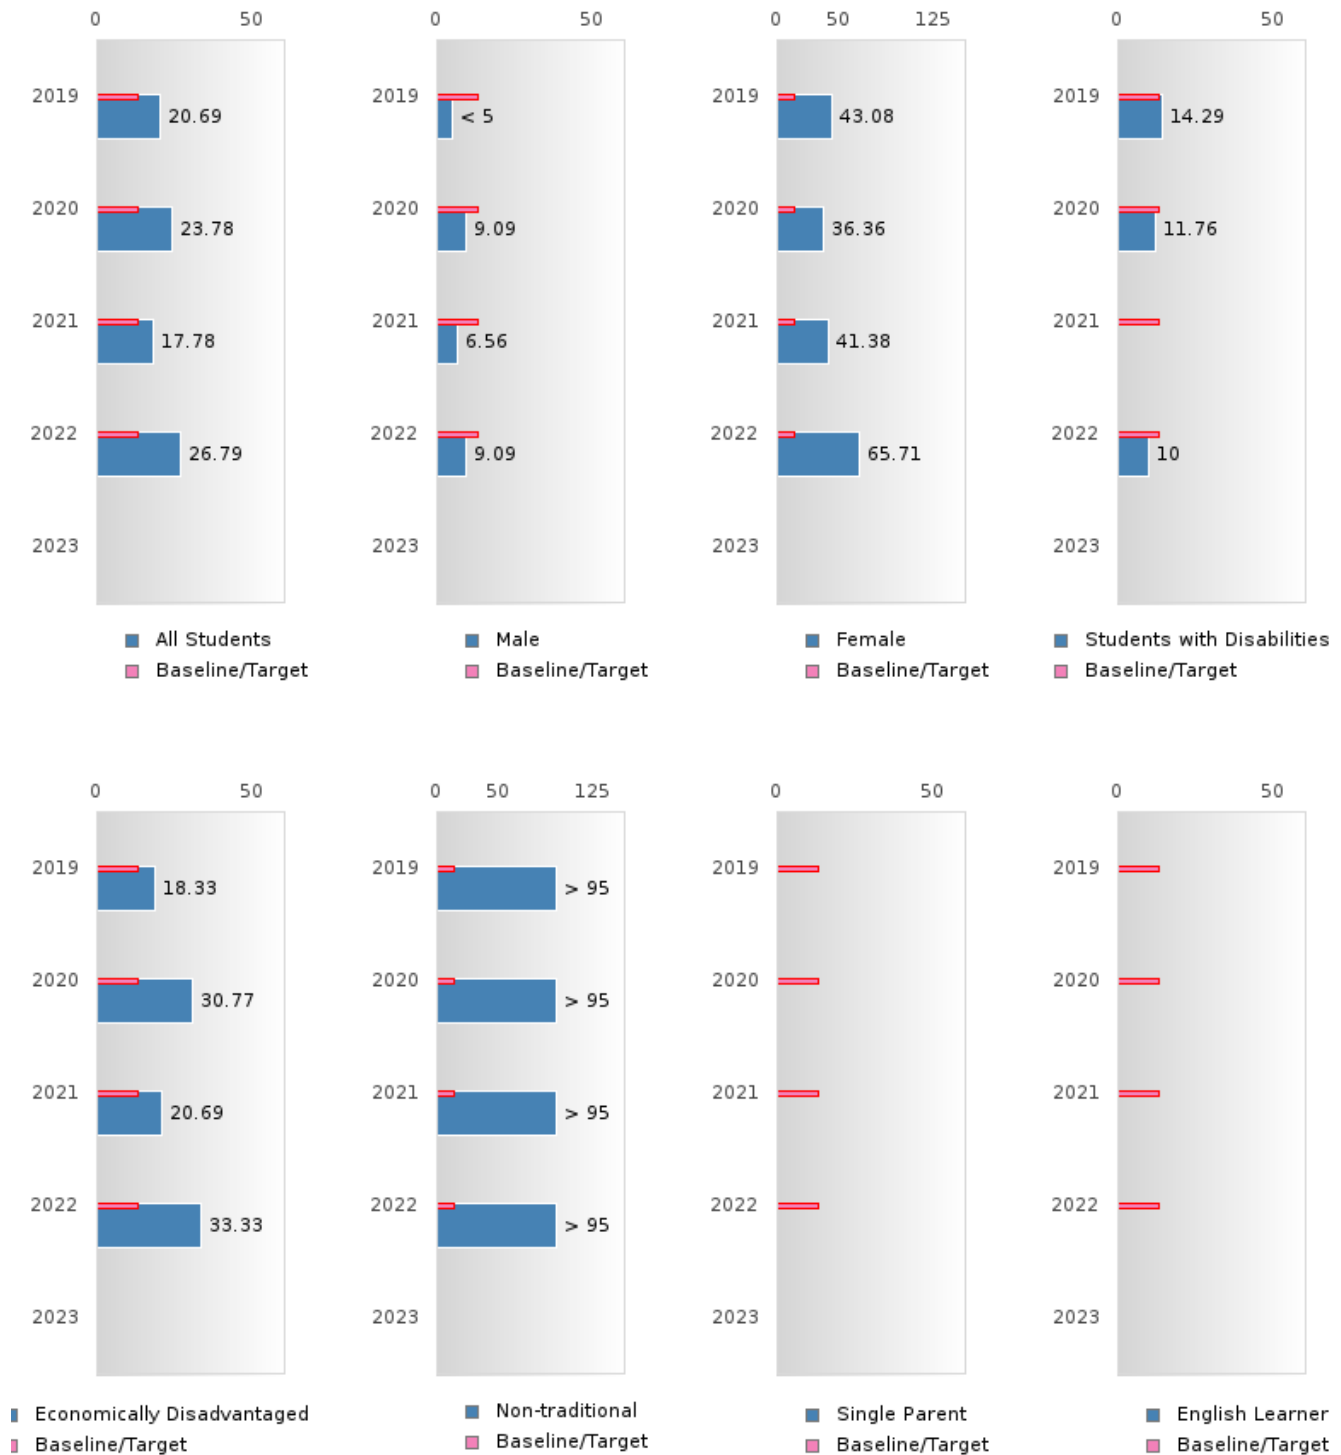 0 50
2019 20.69
2020 23.78
2021 17.78
2022 26.79
2023
All Students
Baseline/Target
0 50
2019 < 5
2020 9.09
2021 6.56
2022 9.09
2023
Male
Baseline/Target
0 50 125
2019 43.08
2020 36.36
2021 41.38
2022 65.71
2023
Female
Baseline/Target
0 50
2019 14.29
2020 11.76
2021
2022 10
2023
Students with Disabilities
Baseline/Target
0 50
2019 18.33
2020 30.77
2021 20.69
2022 33.33
2023
Economically Disadvantaged
Baseline/Target
0 50 125
2019 > 95
2020 > 95
2021 > 95
2022 > 95
2023
Non-traditional
Baseline/Target
0 50
2019
2020
2021
2022
2023
Single Parent
Baseline/Target
0 50
2019
2020
2021
2022
2023
English Learner
Baseline/Target